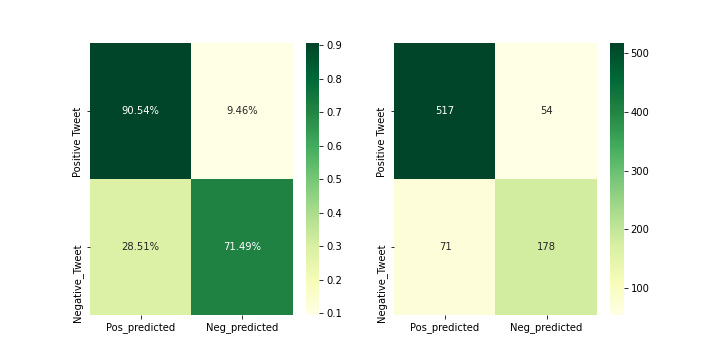 Positive Tweet
Negative_Tweet
90.54%
9.46%
28.51%
71.49%
Pos_predicted
Neg_predicted
0.9
0.8
0.7
0.6
0.5
0.4
0.3
0.2
0.1
Positive Tweet
Negative_Tweet
517
54
71
178
Pos_predicted
Neg_predicted
500
400
300
200
100